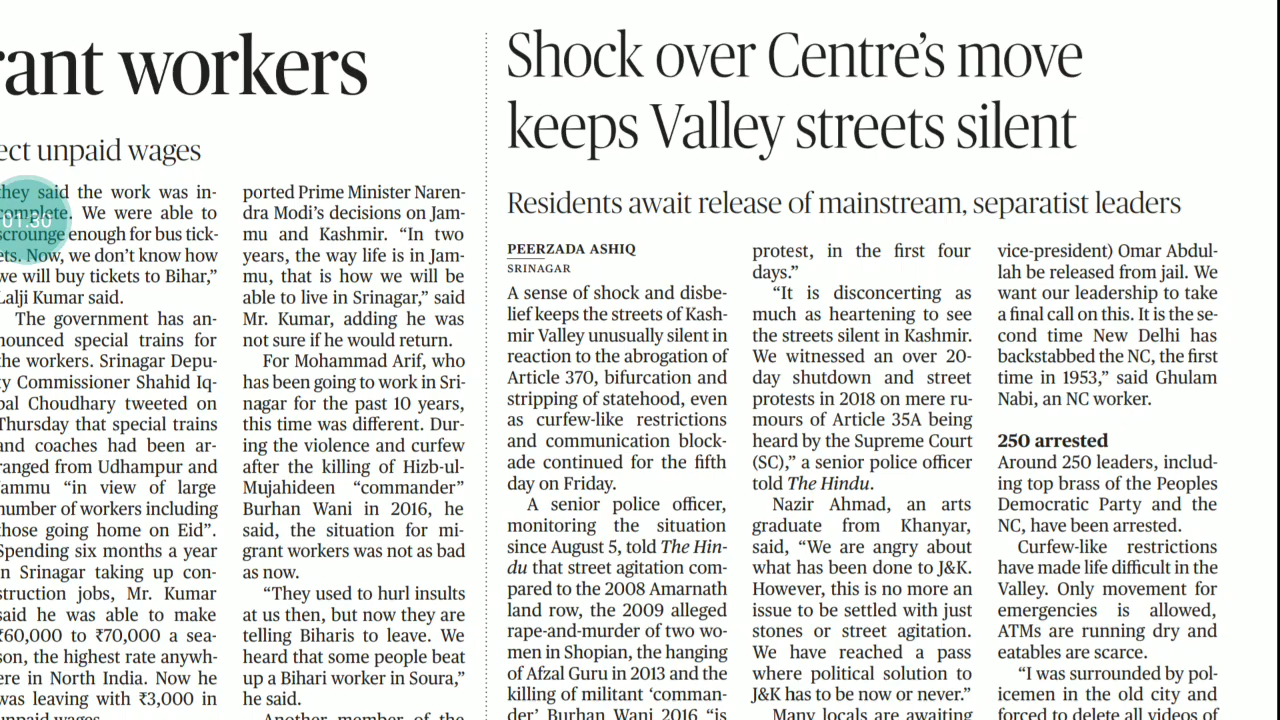 rant workers
ect unpaid wages
they said the work was in-
complete. We were able to
scrounge enough for bus tick-
ets. Now, we don't know how
we will buy tickets to Bihar,”
Lalji Kumar said.
The government has an-
nounced special trains for
the workers. Srinagar Depu-
ty Commissioner Shahid Iq-
bal Choudhary tweeted on
Thursday that special trains
and coaches had been ar-
ranged from Udhampur and
Jammu “in view of large
number of workers including
those going home on Eid”.
Spending six months a year
in Srinagar taking up con-
struction jobs, Mr. Kumar
said he was able to make
₹60,000 to ₹70,000 a sea-
son, the highest rate anywh-
ere in North India. Now he
was leaving with ₹3,000 in
unpaid wages.
01:30
ported Prime Minister Naren-
dra Modi’s decisions on Jam-
mu and Kashmir. “In two
years, the way life is in Jam-
mu, that is how we will be
able to live in Srinagar,” said
Mr. Kumar, adding he was
not sure if he would return.
For Mohammad Arif, who
has been going to work in Sri-
nagar for the past 10 years,
this time was different. Dur-
ing the violence and curfew
after the killing of Hizb-ul-
Mujahideen “commander”
Burhan Wani in 2016, he
said, the situation for mi-
grant workers was not as bad
as now.
“They used to hurl insults
at us then, but now they are
telling Biharis to leave. We
heard that some people beat
up a Bihari worker in Soura,”
he said.
Another member of the
Shock over Centre’s move
keeps Valley streets silent
Residents await release of mainstream, separatist leaders
PEERZADA ASHIQ
SRINAGAR
A sense of shock and disbe-
lief keeps the streets of Kash-
mir Valley unusually silent in
reaction to the abrogation of
Article 370, bifurcation and
stripping of statehood, even
as curfew-like restrictions
and communication block-
ade continued for the fifth
day on Friday.
A senior police officer,
monitoring the situation
since August 5, told The Hin-
du that street agitation com-
pared to the 2008 Amarnath
land row, the 2009 alleged
rape-and-murder of two wo-
men in Shopian, the hanging
of Afzal Guru in 2013 and the
killing of militant ‘comman-
der’ Burhan Wani 2016 “is
protest, in the first four
days.”
“It is disconcerting as
much as heartening to see
the streets silent in Kashmir.
We witnessed an over 20-
day shutdown and street
protests in 2018 on mere ru-
mours of Article 35A being
heard by the Supreme Court
(SC),” a senior police officer
told The Hindu.
Nazir Ahmad, an arts
graduate from Khanyar,
said, “We are angry about
what has been done to J&K.
However, this is no more an
issue to be settled with just
stones or street agitation.
We have reached a pass
where political solution to
J&K has to be now or never.”
Many locals are awaiting
vice-president) Omar Abdul-
lah be released from jail. We
want our leadership to take
a final call on this. It is the se-
cond time New Delhi has
backstabbed the NC, the first
time in 1953,” said Ghulam
Nabi, an NC worker.
250 arrested
Around 250 leaders, includ-
ing top brass of the Peoples
Democratic Party and the
NC, have been arrested.
Curfew-like restrictions
have made life difficult in the
Valley. Only movement for
emergencies is allowed,
ATMs are running dry and
eatables are scarce.
“I was surrounded by pol-
icemen in the old city and
forced to delete all videos of